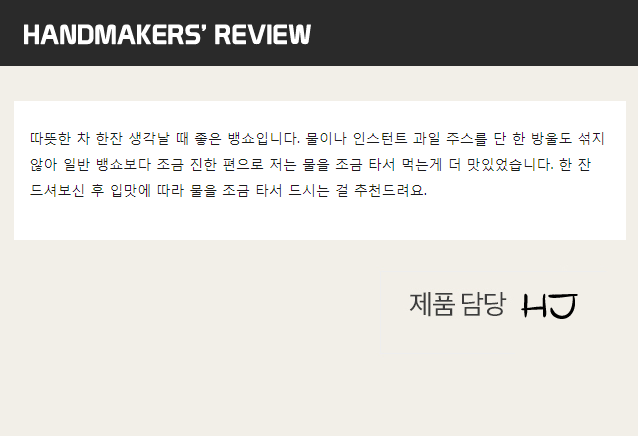 HANDMAKERS’ REVIEW
따뜻한 차 한잔 생각날 때 좋은 뱅쇼입니다. 물이나 인스턴트 과일 주스를 단 한 방울도 섞지
않아 일반 뱅쇼보다 조금 진한 편으로 저는 물을 조금 타서 먹는게 더 맛있었습니다. 한 잔
드셔보신 후 입맛에 따라 물을 조금 타서 드시는 걸 추천드려요.
제품 담당 HJ